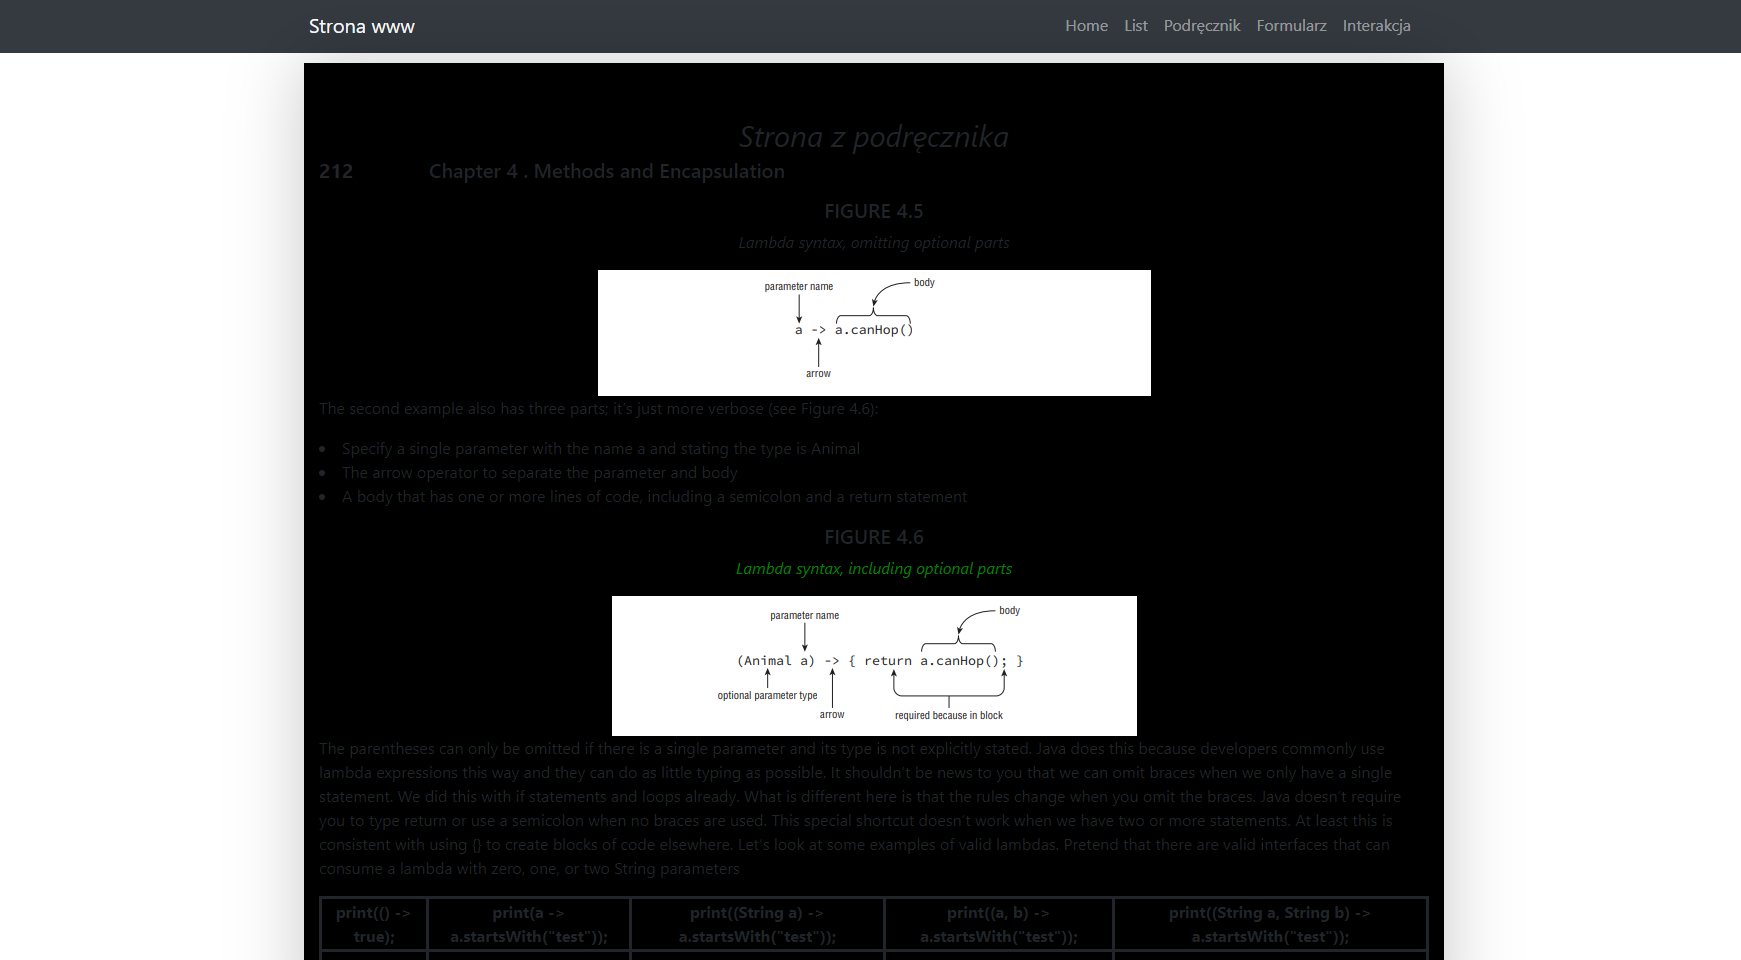 Strona www
Home List Podręcznik Formularz Interakcja
Strona z podręcznika
212 Chapter 4 . Methods and Encapsulation
FIGURE 4.5
Lambda syntax, omitting optional parts
parameter name
body
a -> a.canHop()
arrow
The second example also has three parts; it's just more verbose (see Figure 4.6):
• Specify a single parameter with the name a and stating the type is Animal
• The arrow operator to separate the parameter and body
• A body that has one or more lines of code, including a semicolon and a return statement
FIGURE 4.6
Lambda syntax, including optional parts
parameter name
body
(Animal a) -> { return a.canHop(); }
optional parameter type
arrow
required because in block
The parentheses can only be omitted if there is a single parameter and its type is not explicitly stated. Java does this because developers commonly use
lambda expressions this way and they can do as little typing as possible. It shouldn't be news to you that we can omit braces when we only have a single
statement. We did this with if statements and loops already. What is different here is that the rules change when you omit the braces. Java doesn't require
you to type return or use a semicolon when no braces are used. This special shortcut doesn't work when we have two or more statements. At least this is
consistent with using {} to create blocks of code elsewhere. Let's look at some examples of valid lambdas. Pretend that there are valid interfaces that can
consume a lambda with zero, one, or two String parameters
print(() -> true);
print(a -> a.startsWith("test"));
print((String a) -> a.startsWith("test"));
print((a, b) -> a.startsWith("test"));
print((String a, String b) -> a.startsWith("test"));